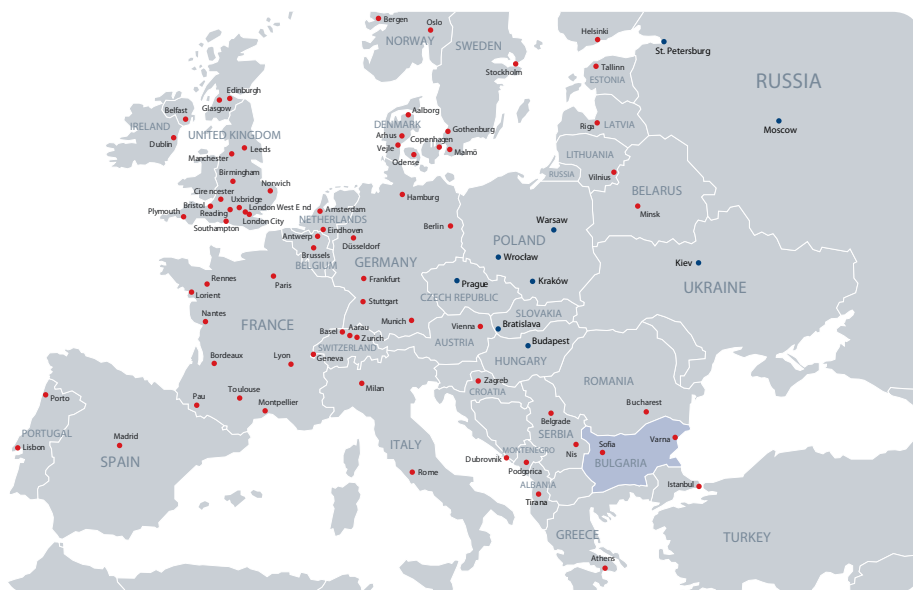 Bergen
Oslo
NORWAY
SWEDEN
Helsinki
St. Petersburg
Stockholm
Tallinn
ESTONIA
RUSSIA
Edinburgh
Glasgow
Belfast
IRELAND
UNITED KINGDOM
Dublin
Leeds
Manchester
Aalborg
DENMARK
Gothenburg
Arhus
Copenhagen
Vejle
Malmö
Odense
Riga
LATVIA
Moscow
LITHUANIA
RUSSIA
Vilnius
BELARUS
Minsk
Birmingham
Norwich
Cirencester
Uxbridge
Bristol
London West End
Plymouth
Reading
London City
Southampton
Hamburg
Amsterdam
NETHERLANDS
Eindhoven
Antwerp
Düsseldorf
Brussels
BELGIUM
Berlin
Warsaw
POLAND
Wrocław
Kraków
Kiev
UKRAINE
GERMANY
Frankfurt
Prague
CZECH REPUBLIC
Stuttgart
SLOVAKIA
Rennes
Paris
Lorient
Nantes
FRANCE
Munich
Vienna
Bratislava
AUSTRIA
Budapest
HUNGARY
Basel
Aarau
Zurich
SWITZERLAND
Geneva
Bordeaux
Lyon
Milan
Zagreb
CROATIA
ROMANIA
Bucharest
Porto
Pau
Toulouse
Montpellier
PORTUGAL
Lisbon
Madrid
SPAIN
ITALY
Rome
Belgrade
SERBIA
Nis
MONTENEGRO
Dubrovnik
Podgorica
Sofia
Varna
BULGARIA
ALBANIA
Tirana
Istanbul
GREECE
Athens
TURKEY